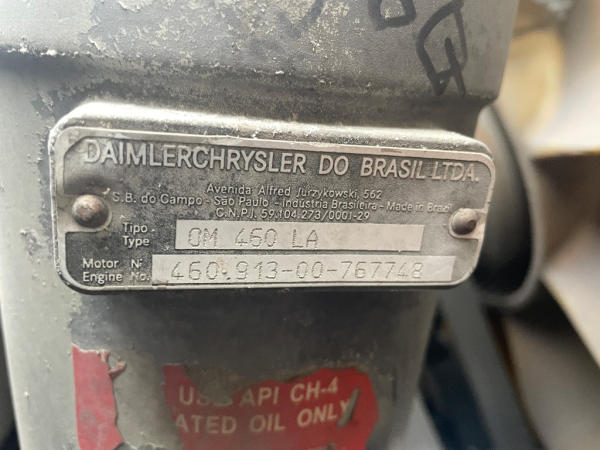 DAIMLERCHRYSLER DO BRASIL LTDA.
Avenida Alfred Jurzykowski, 562
S.B. do Campo - São Paulo - Indústria Brasileira - Made in Brazil
C.N.P.J. 59.104.273/0001-29
Tipo - Type OM 460 LA
Motor Nº Engine No. 460.913-00-767748
API CH-4
OIL ONLY